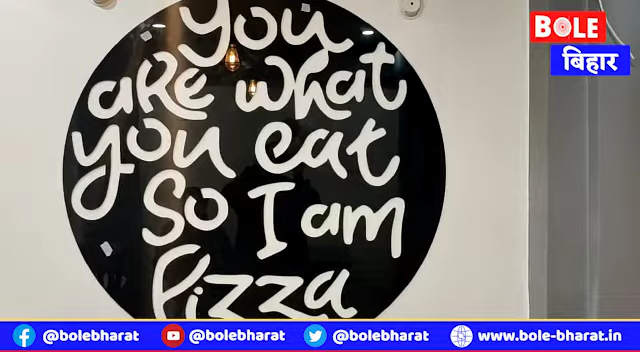 You
aRe what
you eat
So I am
Pizza
BOLE
बिहार
@bolebharat @bolebharat @bolebharat www.bole-bharat.in